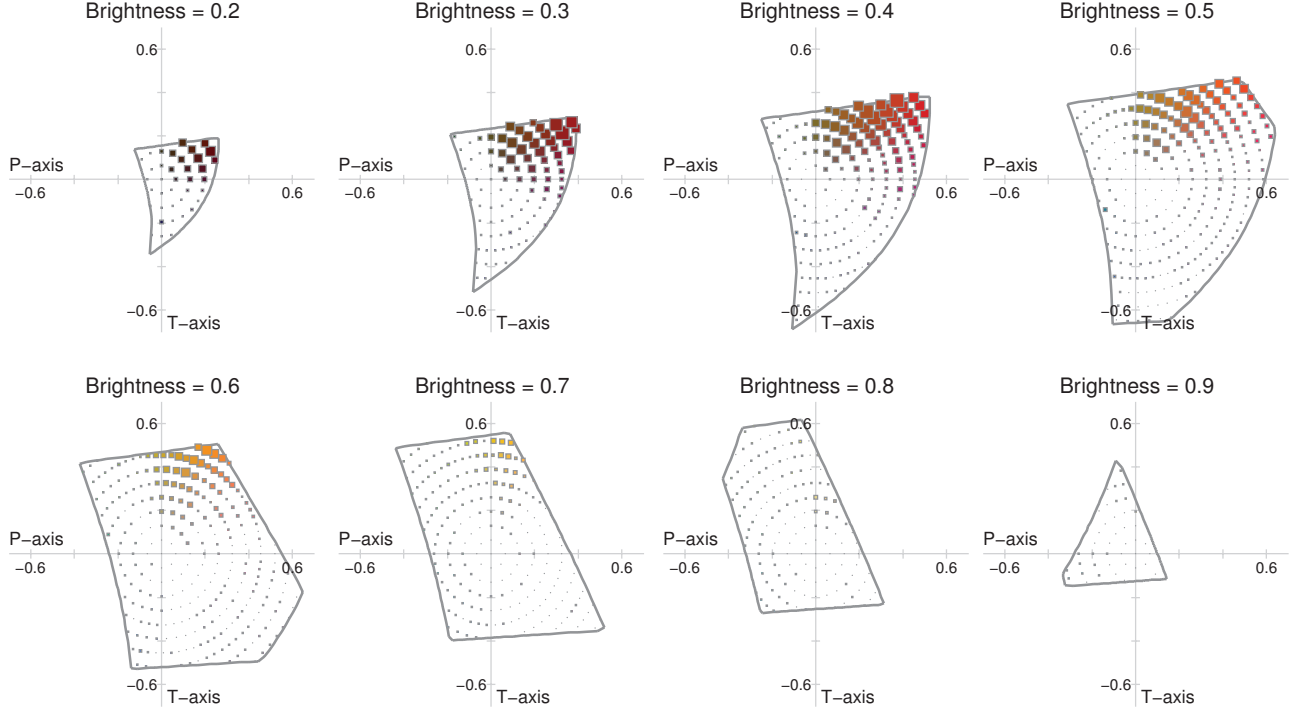 Brightness = 0.2
Brightness = 0.3
Brightness = 0.4
Brightness = 0.5
0.6
0.6
0.6
0.6
P−axis
P−axis
P−axis
P−axis
−0.6
0.6
−0.6
0.6
−0.6
0.6
−0.6
0.6
−0.6
−0.6
−0.6
−0.6
T−axis
T−axis
T−axis
T−axis
Brightness = 0.6
Brightness = 0.7
Brightness = 0.8
Brightness = 0.9
0.6
0.6
0.6
0.6
P−axis
P−axis
P−axis
P−axis
−0.6
0.6
−0.6
0.6
−0.6
0.6
−0.6
0.6
−0.6
−0.6
−0.6
−0.6
T−axis
T−axis
T−axis
T−axis